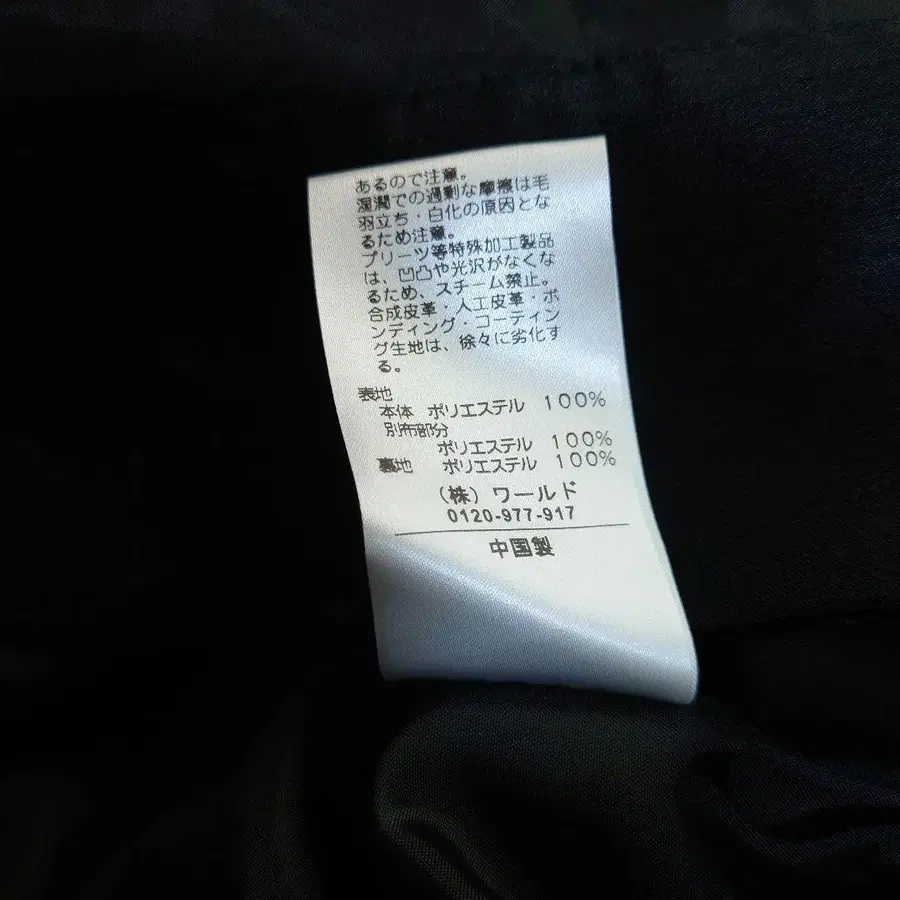 あるので注意。
湿潤での過剰な摩擦は毛
羽立ち・白化の原因とな
るため注意。
プリーツ等特殊加工製品
は、凹凸や光沢がなくな
るため、スチーム禁止。
合成皮革・人工皮革・ボ
ンディング・コーティン
グ生地は、徐々に劣化す
る。
表地
本体 ポリエステル 100%
別布部分
ポリエステル 100%
裏地 ポリエステル 100%
(株) ワールド
0120-977-917
中国製